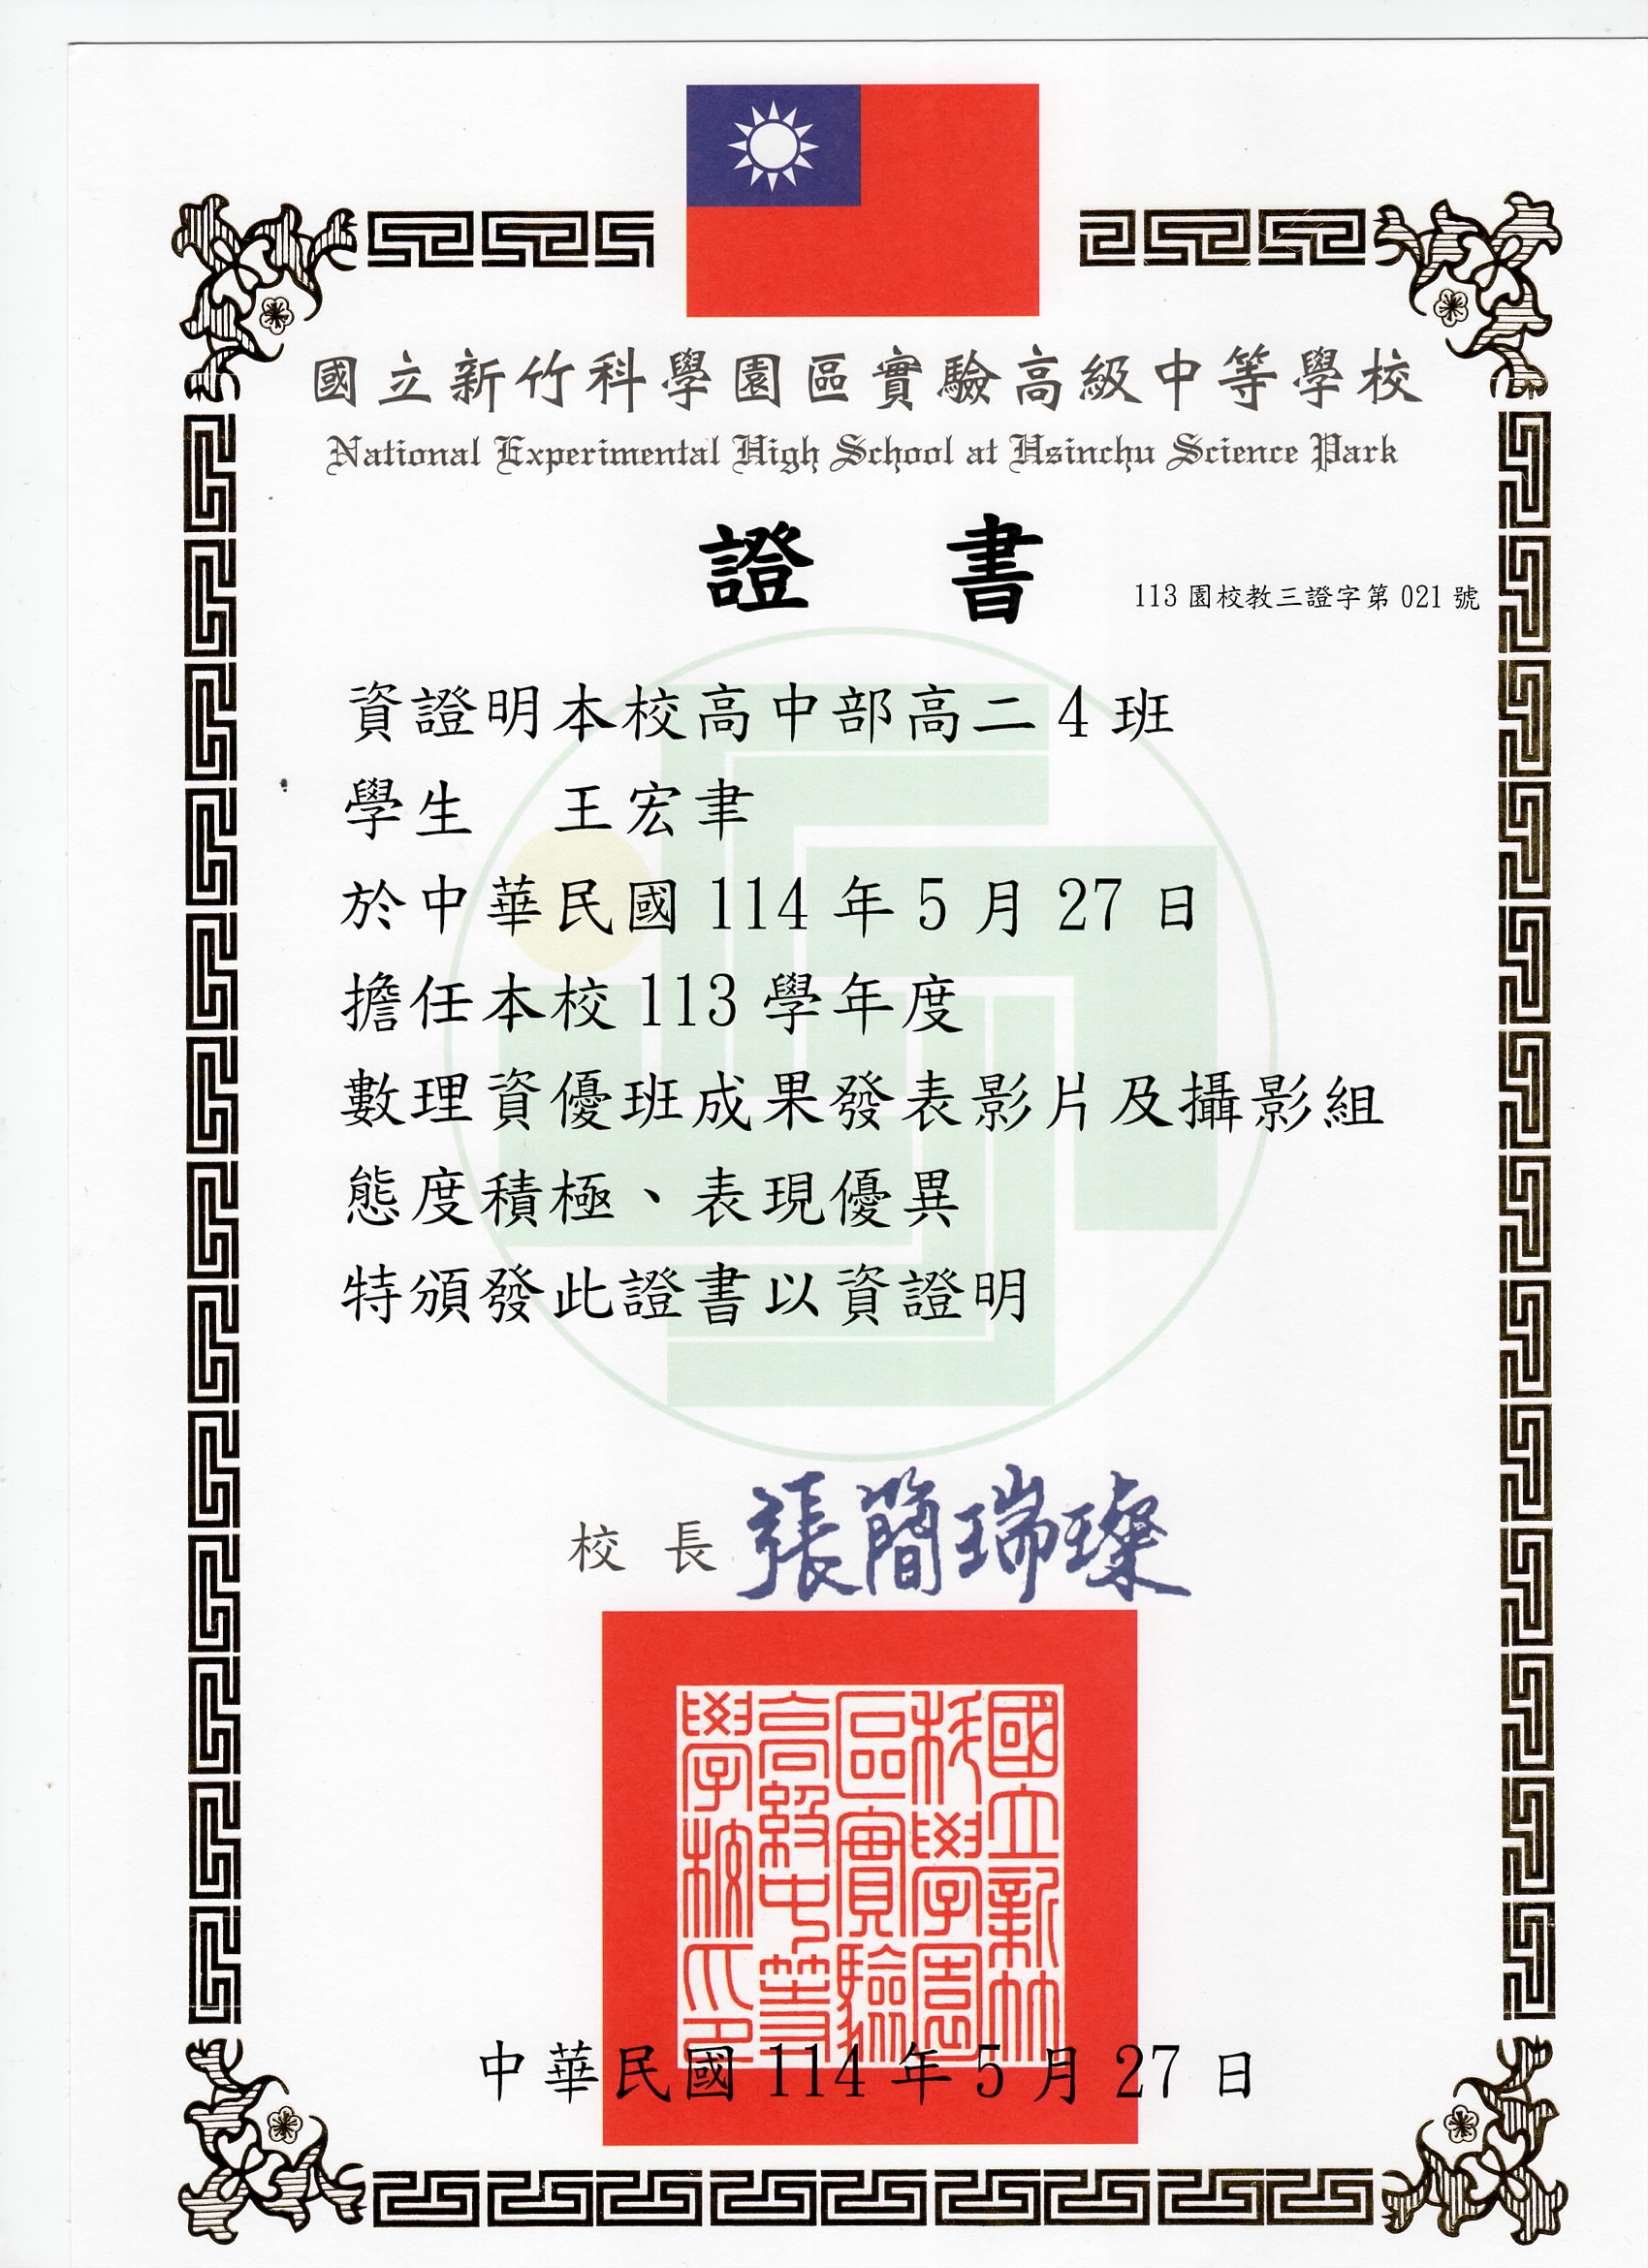 國立新竹科學園區實驗高級中等學校
National Experimental High School at Hsinchu Science Park
證書
113 園校教三證字第 021 號
資證明本校高中部高二 4 班
學生 王宏聿
於中華民國 114 年 5 月 27 日
擔任本校 113 學年度
數理資優班成果發表影片及攝影組
態度積極、表現優異
特頒發此證書以資證明
校長 張簡瑞璨
國立新竹
科學園區
實驗高級
中等學校
中華民國 114 年 5 月 27 日